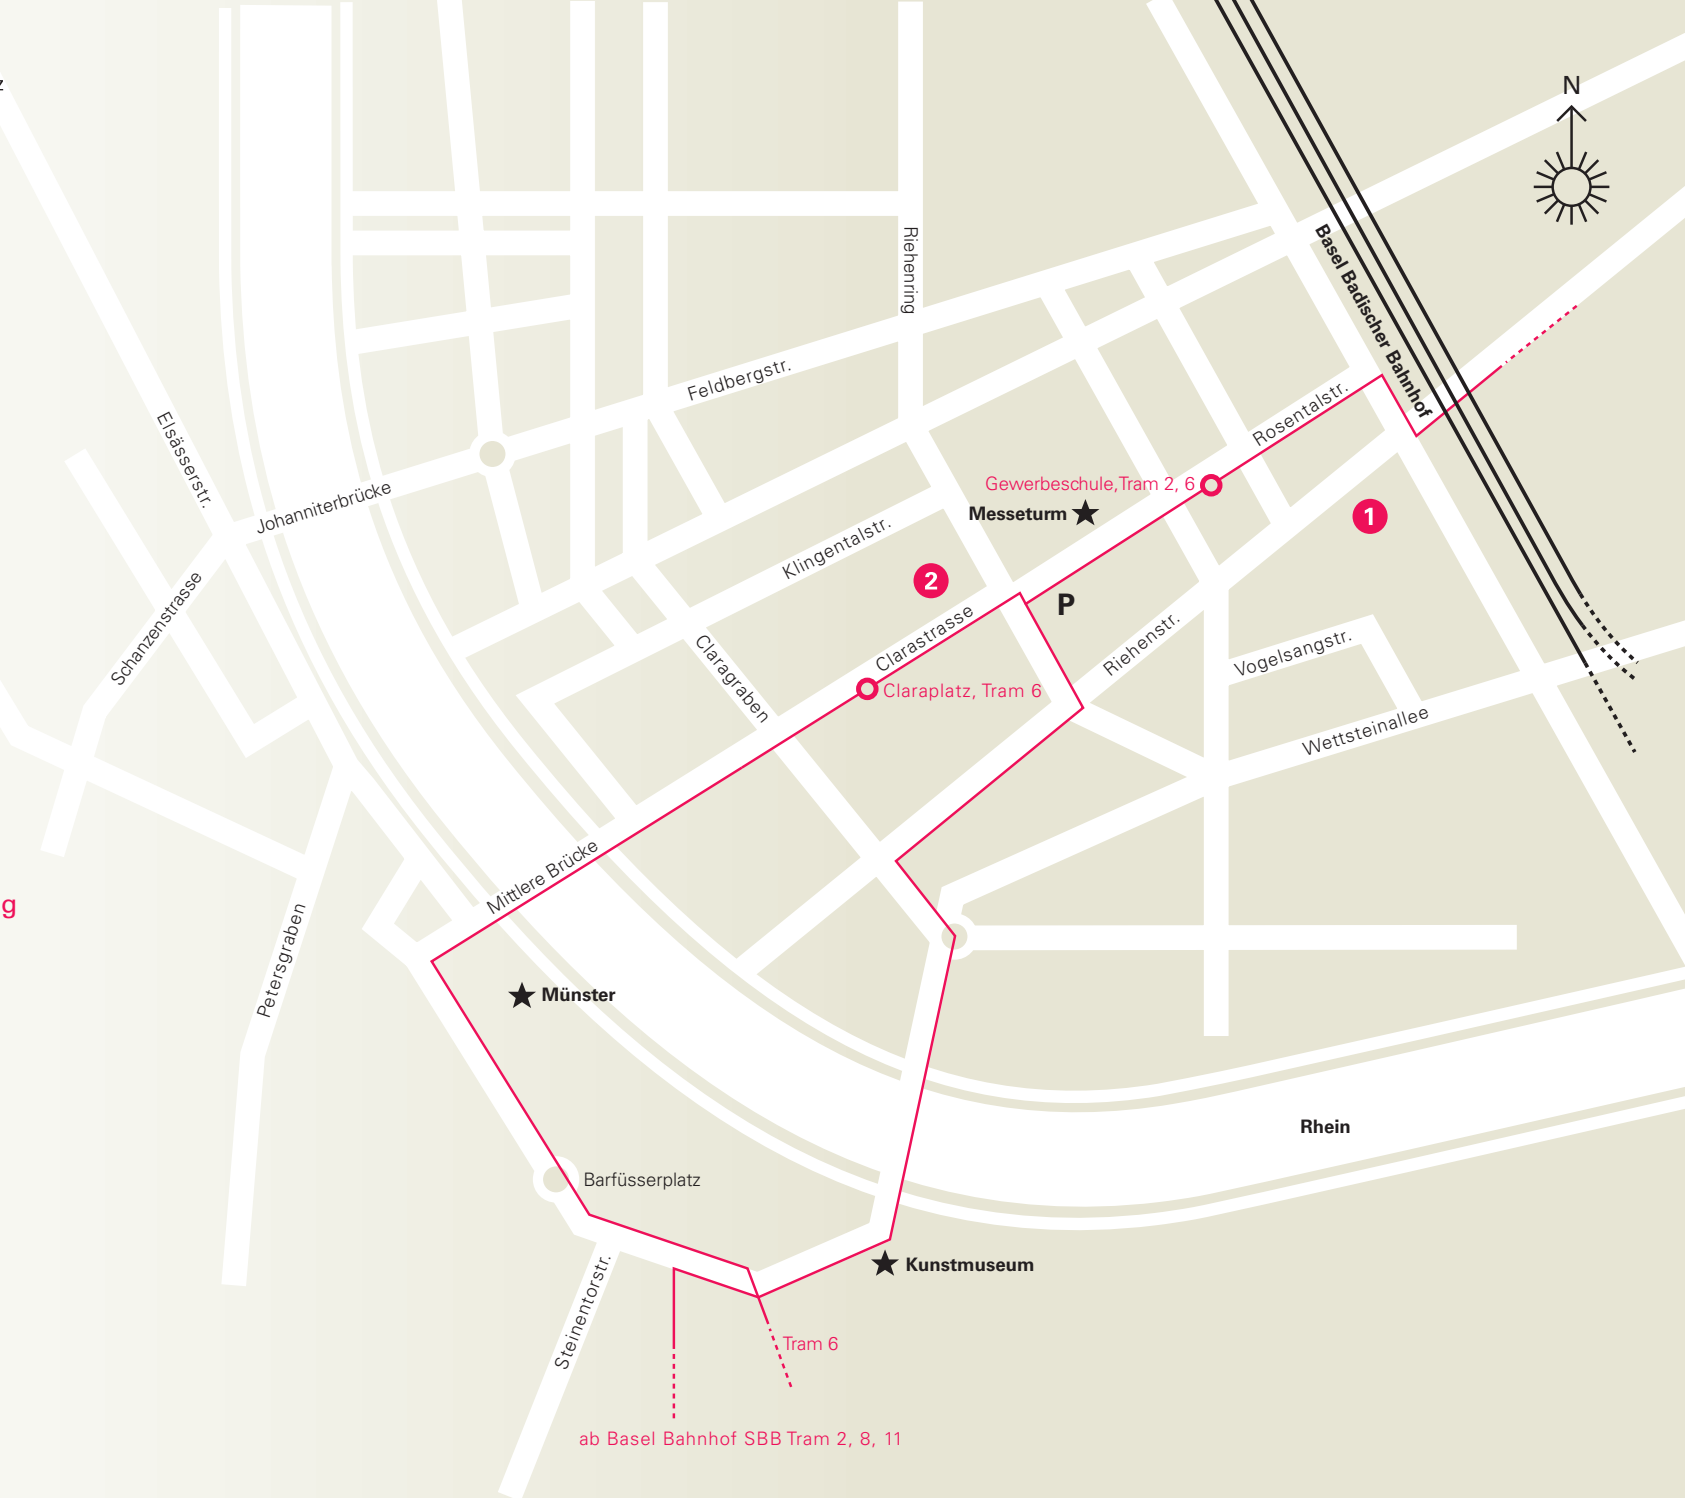 z
N
Riehenring
Basel Badischer Bahnhof
Feldbergstr.
Rosentalstr.
Elsässerstr.
Johanniterbrücke
Gewerbeschule,Tram 2, 6
Messeturm
1
Klingentalstr.
2
P
Schanzenstrasse
Clarastrasse
Riehenstr.
Vogelsangstr.
Claragraben
Claraplatz, Tram 6
Wettsteinallee
Mittlere Brücke
g
Petersgraben
Münster
Rhein
Barfüsserplatz
Kunstmuseum
Steinentorstr.
Tram 6
ab Basel Bahnhof SBB Tram 2, 8, 11